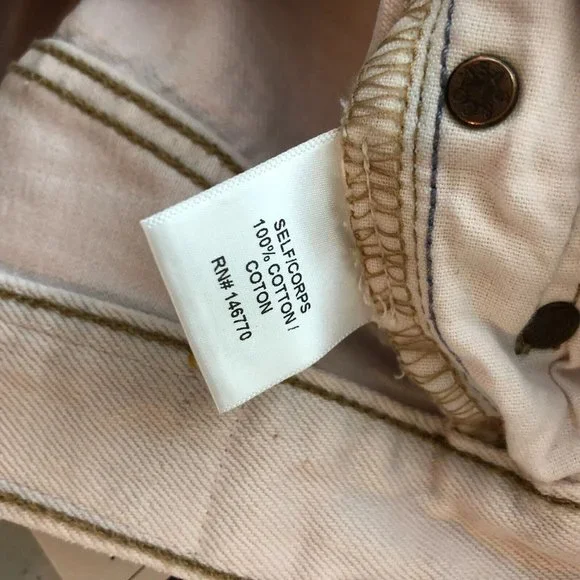 SELF/CORPS
100% COTTON /
COTON
RN# 146770